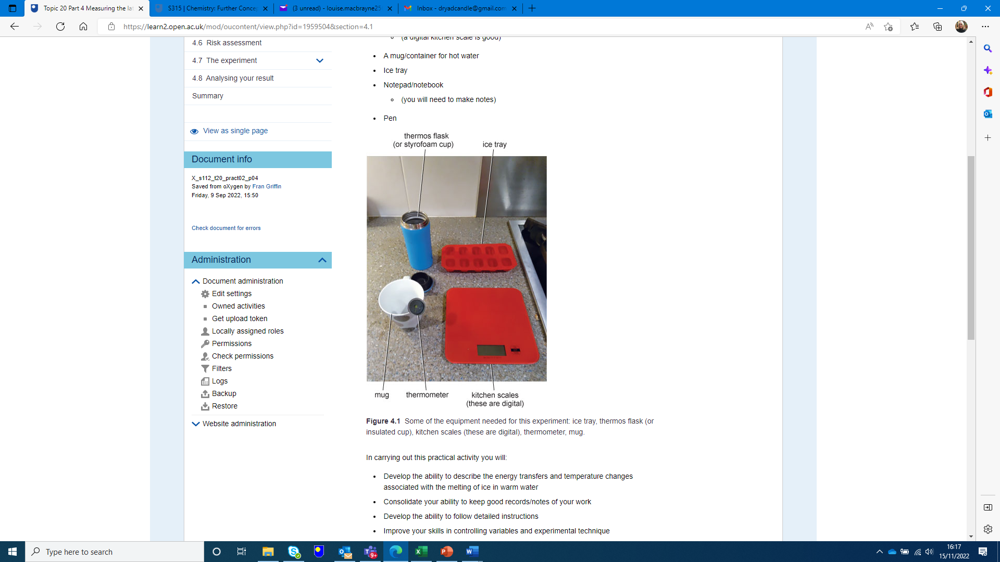 Topic 20 Part 4 Measuring the lat
S315 | Chemistry: Further Concep
(3 unread) - louise.macbrayne25
Inbox - dryadcandle@gmail.com
https://learn2.open.ac.uk/mod/oucontent/view.php?id=1959504&section=4.1
4.6 Risk assessment
4.7 The experiment
4.8 Analysing your result
Summary
View as single page
Document info
X_s112_t20_pract02_p04
Saved from oXygen by Fran Griffin
Friday, 9 Sep 2022, 15:50
Check document for errors
Administration
Document administration
Edit settings
Owned activities
Get upload token
Locally assigned roles
Permissions
Check permissions
Filters
Logs
Backup
Restore
Website administration
(a digital kitchen scale is good)
A mug/container for hot water
Ice tray
Notepad/notebook
(you will need to make notes)
Pen
thermos flask
(or styrofoam cup)
ice tray
mug
thermometer
kitchen scales
(these are digital)
Figure 4.1 Some of the equipment needed for this experiment: ice tray, thermos flask (or
insulated cup), kitchen scales (these are digital), thermometer, mug.
In carrying out this practical activity you will:
Develop the ability to describe the energy transfers and temperature changes
associated with the melting of ice in warm water
Consolidate your ability to keep good records/notes of your work
Develop the ability to follow detailed instructions
Improve your skills in controlling variables and experimental technique
Type here to search
9+
16:17
15/11/2022